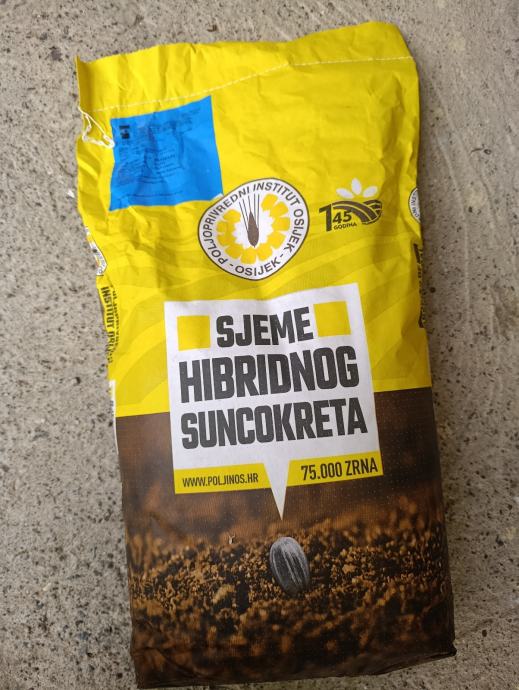 POLJOPRIVREDNI INSTITUT OSIJEK
- OSIJEK -
145
GODINA
SJEME
HIBRIDNOG
SUNCOKRETA
WWW.POLJINOS.HR
75.000 ZRNA